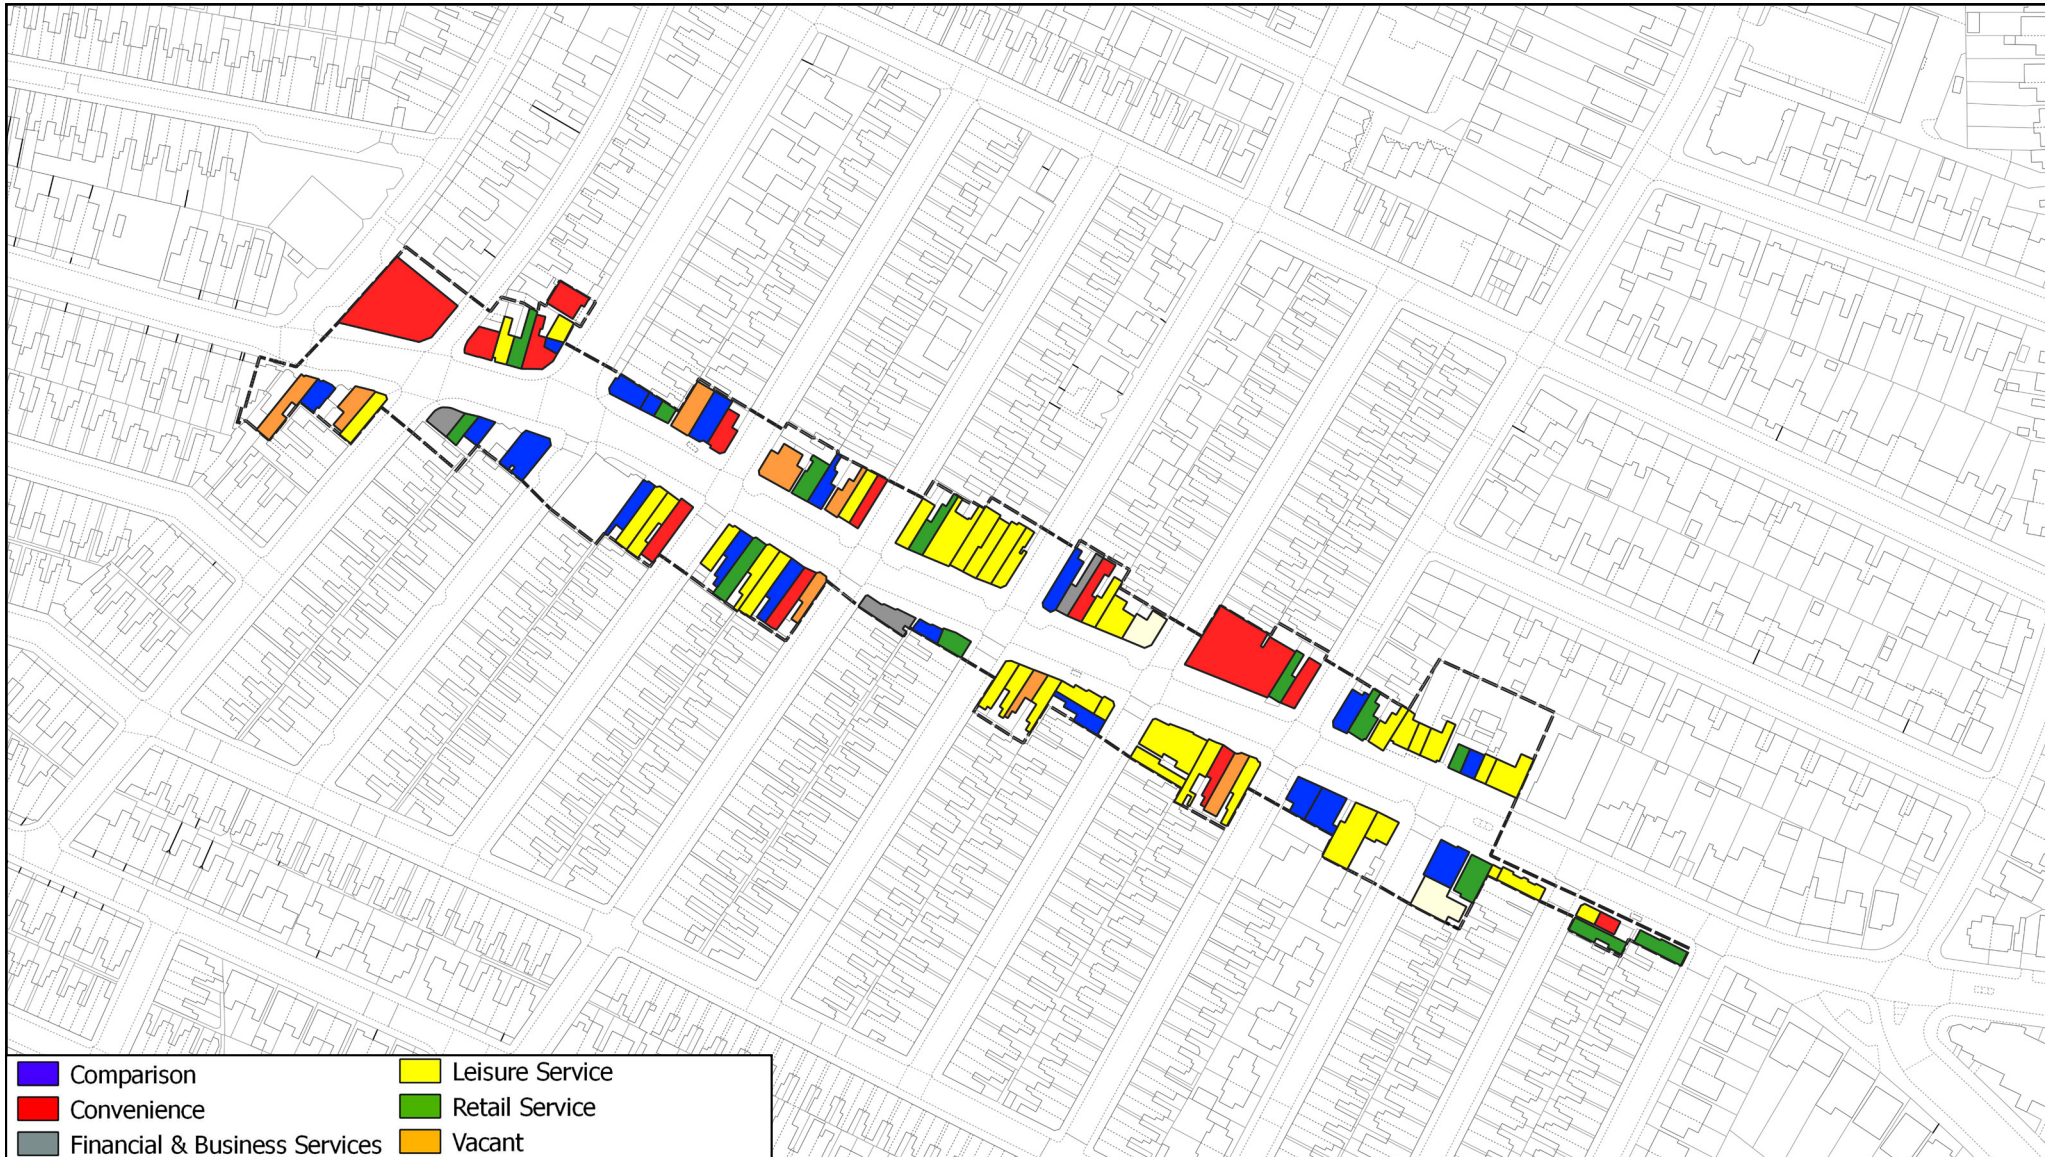 Comparison
Convenience
Financial & Business Services
Leisure Service
Retail Service
Vacant